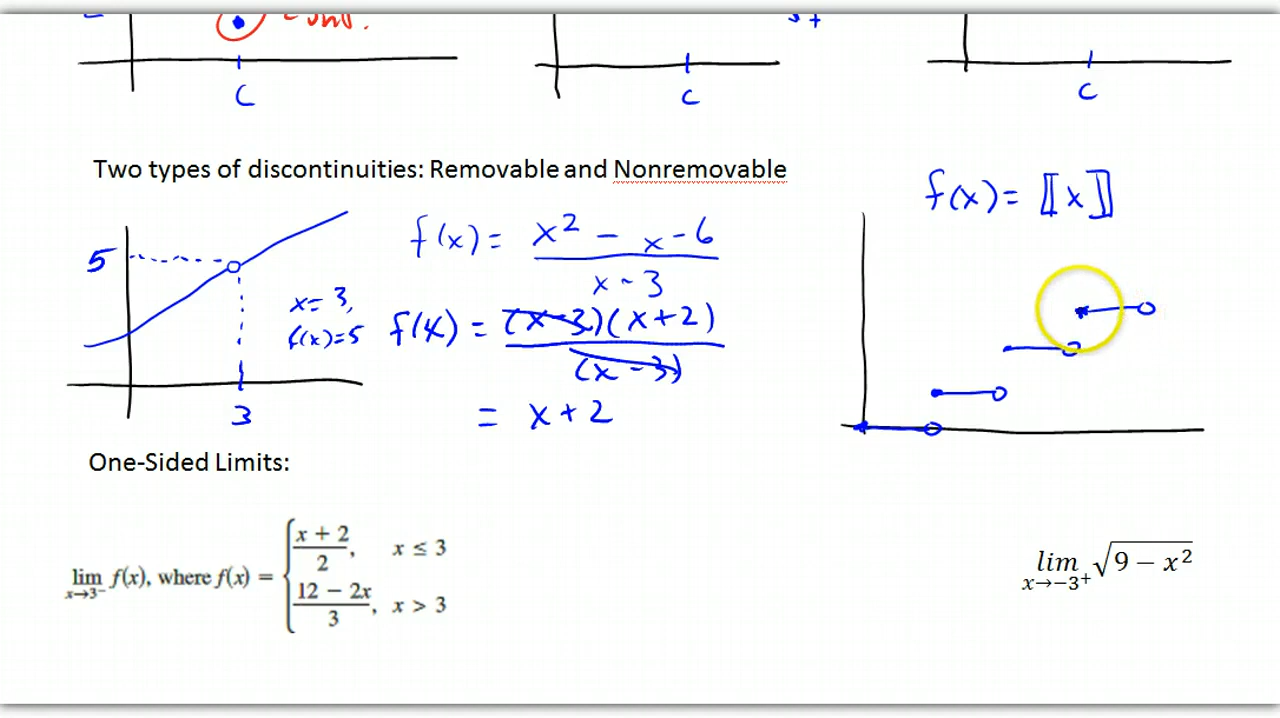 Cont.
C
C
C
Two types of discontinuities: Removable and Nonremovable
f(x) = ⟦x⟧
5
f(x) = x² - x - 6
x - 3
x = 3,
f(x) = 5
f(x) = (x - 3)(x + 2)
(x - 3)
= x + 2
3
One-Sided Limits:
lim f(x), where f(x) = { x + 2 / 2, x ≤ 3
x→3⁻
12 - 2x / 3, x > 3
lim √9 − x²
x→−3⁺